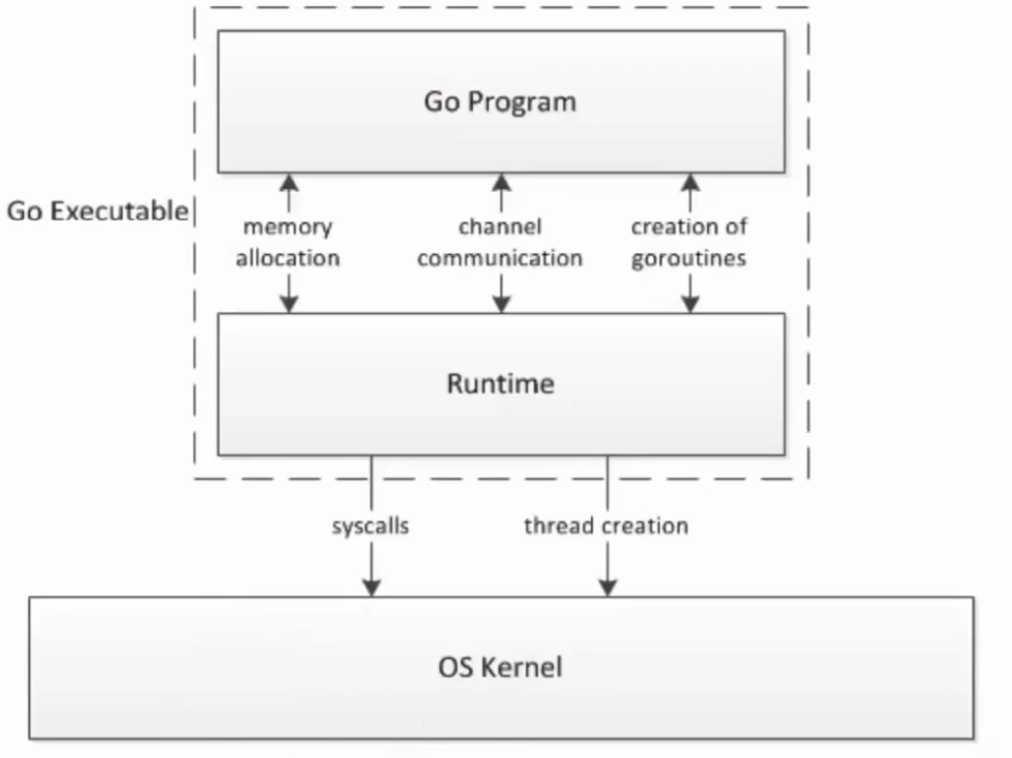 Go Program
Go Executable
memory
allocation
channel
communication
creation of
goroutines
Runtime
syscalls
thread creation
OS Kernel